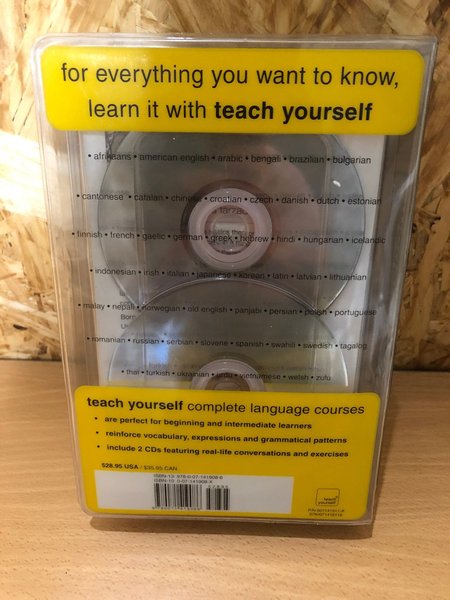 for everything you want to know,
learn it with teach yourself
• afrikaans • american english • arabic • bengali • brazilian • bulgarian
• cantonese • catalan • chinese • croatian • czech • danish • dutch • estonian
• finnish • french • gaelic • german • greek • hebrew • hindi • hungarian • icelandic
• indonesian • irish • italian • japanese • korean • latin • latvian • lithuanian
• malay • nepali • norwegian • old english • panjabi • persian • polish • portuguese
• romanian • russian • serbian • slovene • spanish • swahili • swedish • tagalog
• thai • turkish • ukrainian • urdu • vietnamese • welsh • zulu
teach yourself complete language courses
• are perfect for beginning and intermediate learners
• reinforce vocabulary, expressions and grammatical patterns
• include 2 CDs featuring real-life conversations and exercises
$28.95 USA / $35.95 CAN
teach
yourself